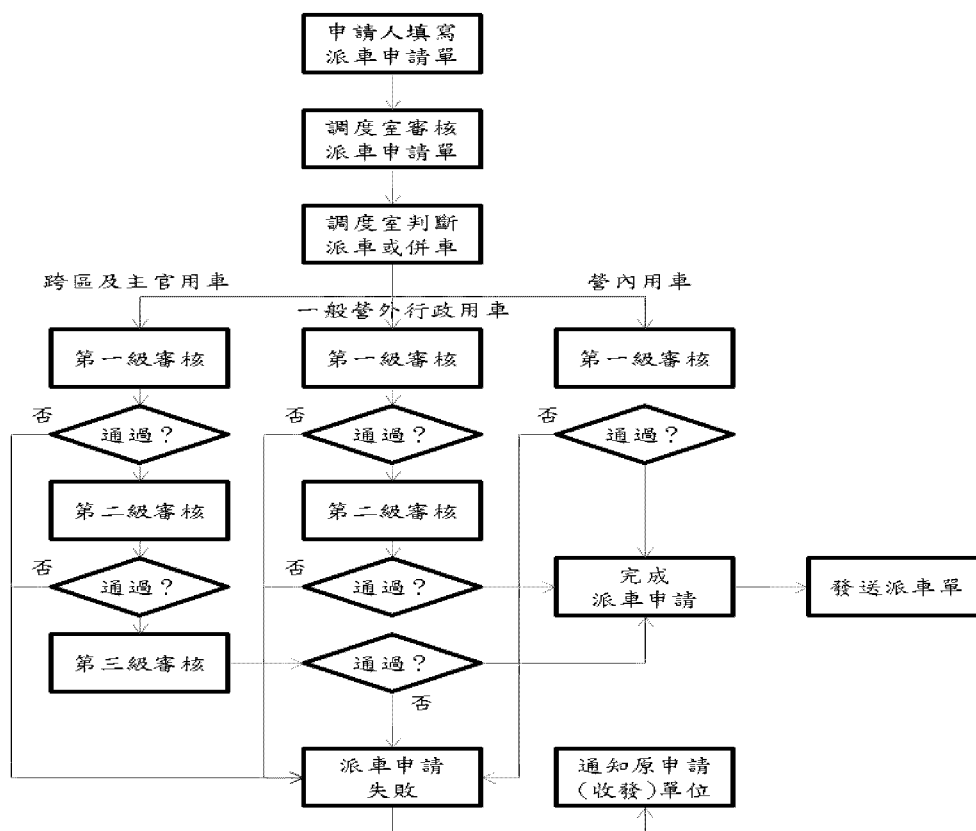 申請人填寫
派車申請單
調度室審核
派車申請單
調度室判斷
派車或併車
跨區及主官用車
一般營外行政用車
營內用車
第一級審核
第一級審核
第一級審核
否
通過?
否
通過?
否
通過?
第二級審核
第二級審核
否
通過?
否
通過?
完成
派車申請
發送派車單
第三級審核
通過?
否
派車申請
失敗
通知原申請
(收發)單位